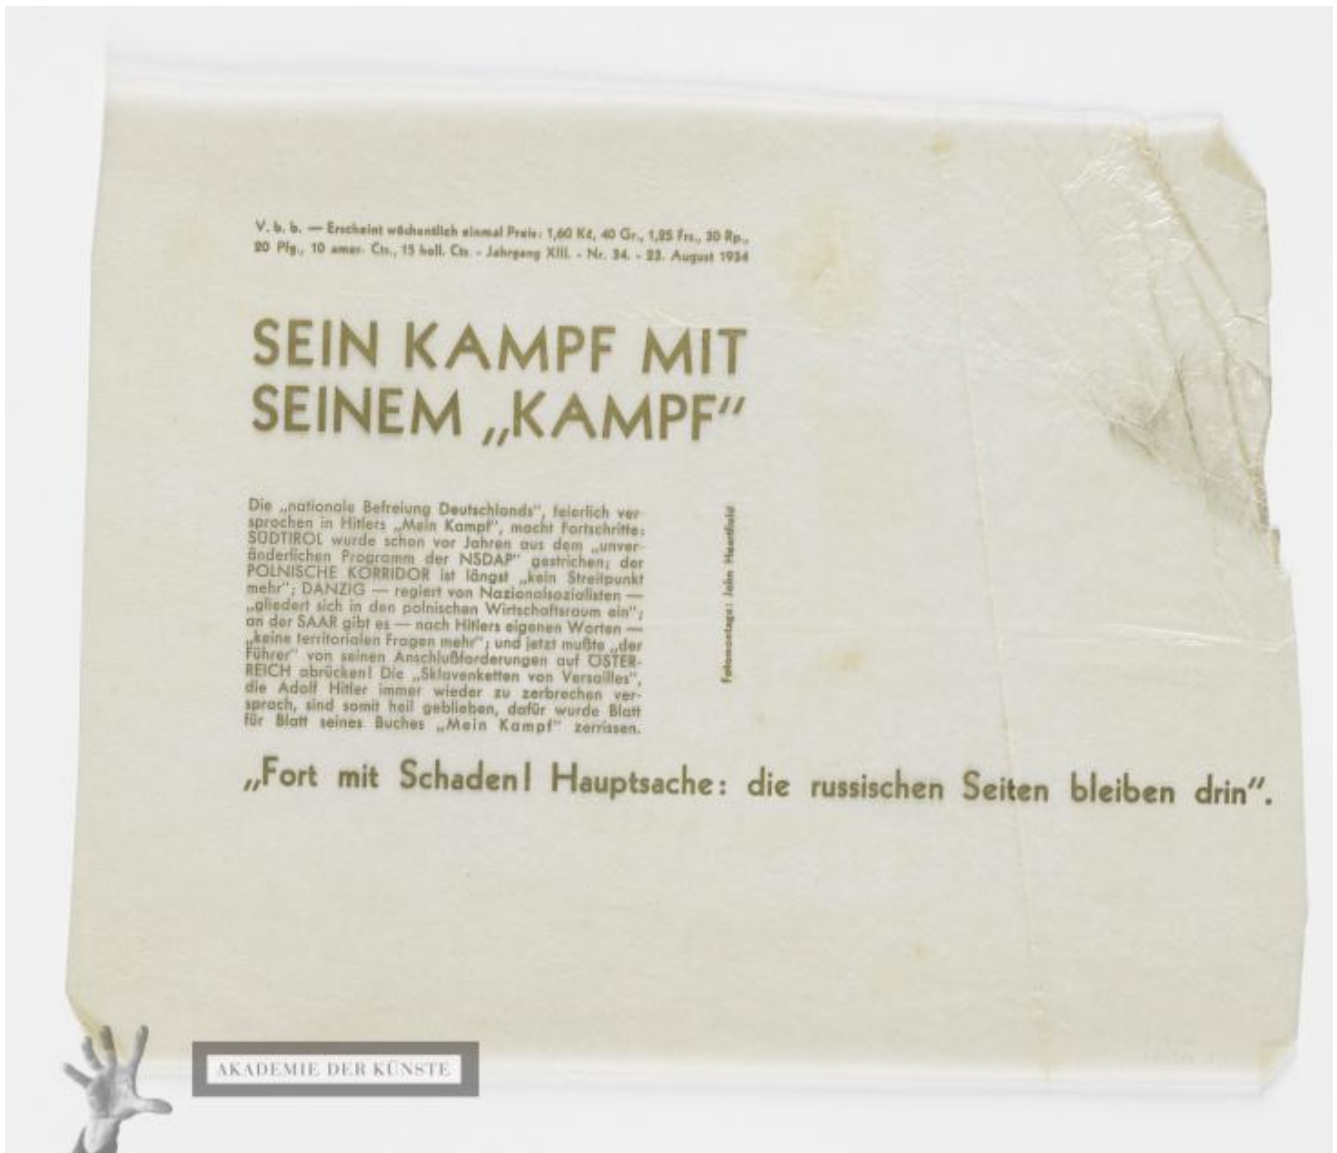 V. b. b. — Erscheint wöchentlich einmal Preis: 1,60 Kč, 40 Gr., 1,25 Frs., 30 Rp.,
20 Pfg., 10 amer. Cts., 15 holl. Cts. - Jahrgang XIII. - Nr. 34. - 23. August 1934
SEIN KAMPF MIT
SEINEM „KAMPF“
Die „nationale Befreiung Deutschlands“, feierlich ver-
sprochen in Hitlers „Mein Kampf“, macht Fortschritte:
SÜDTIROL wurde schon vor Jahren aus dem „unver-
änderlichen Programm der NSDAP“ gestrichen; der
POLNISCHE KORRIDOR ist längst „kein Streitpunkt
mehr“; DANZIG — regiert von Nazionalsozialisten —
„gliedert sich in den polnischen Wirtschaftsraum ein“;
an der SAAR gibt es — nach Hitlers eigenen Worten —
„keine territorialen Fragen mehr“; und jetzt mußte „der
Führer“ von seinen Anschlußforderungen auf ÖSTER-
REICH abrücken! Die „Sklavenketten von Versailles“,
die Adolf Hitler immer wieder zu zerbrechen ver-
sprach, sind somit heil geblieben, dafür wurde Blatt
für Blatt seines Buches „Mein Kampf“ zerrissen.
Fotomontage: John Heartfield
„Fort mit Schaden! Hauptsache: die russischen Seiten bleiben drin“.
AKADEMIE DER KÜNSTE